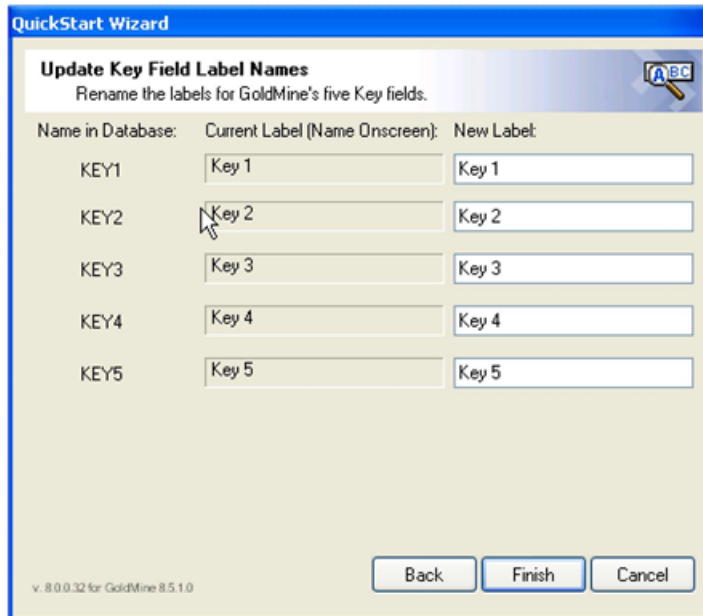 QuickStart Wizard
Update Key Field Label Names
Rename the labels for GoldMine's five Key fields.
ABC
Name in Database: Current Label (Name Onscreen): New Label:
KEY1 Key 1 Key 1
KEY2 Key 2 Key 2
KEY3 Key 3 Key 3
KEY4 Key 4 Key 4
KEY5 Key 5 Key 5
v. 8.0.0.32 for GoldMine 8.5.1.0
Back Finish Cancel